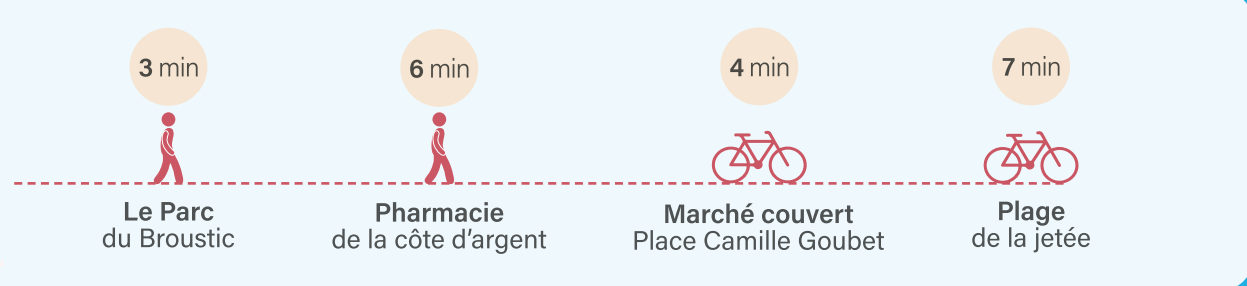 3 min
6 min
4 min
7 min
Le Parc
du Broustic
Pharmacie
de la côte d’argent
Marché couvert
Place Camille Goubet
Plage
de la jetée